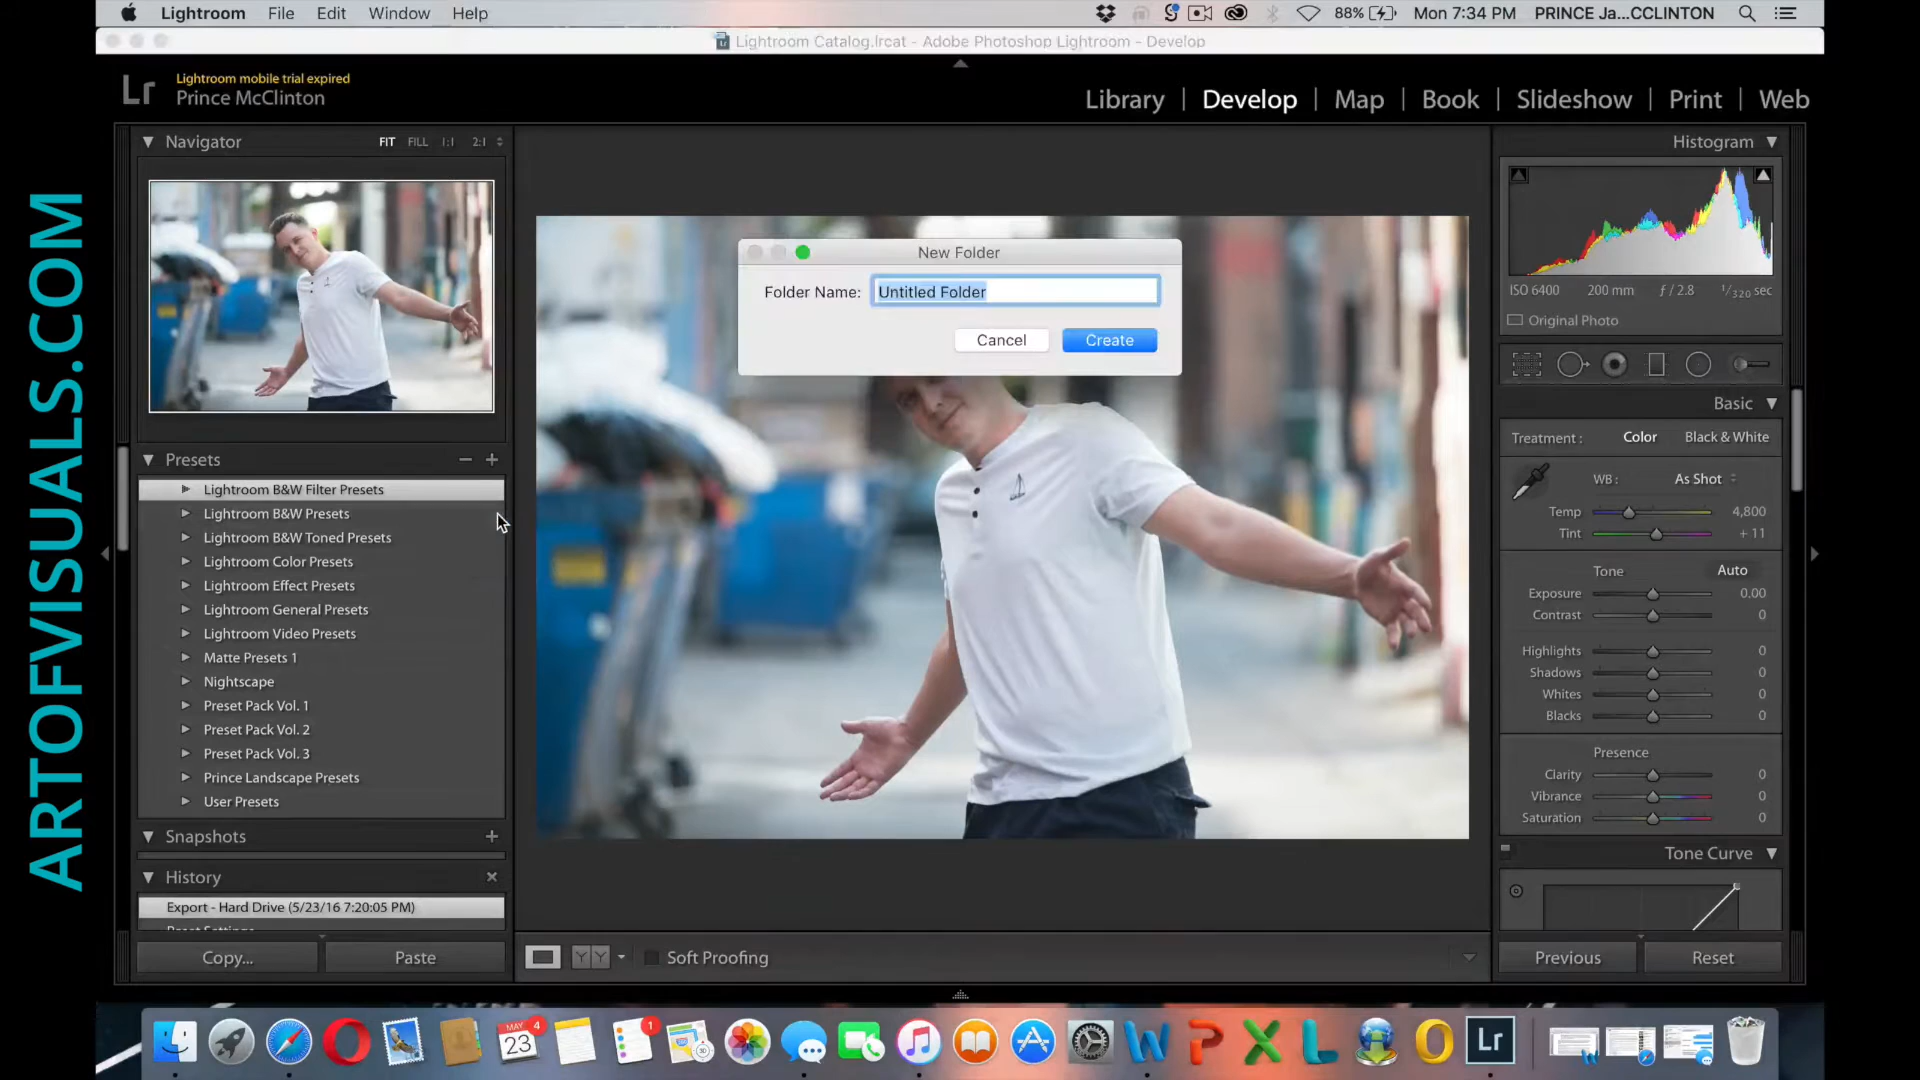 Lightroom File Edit Window Help
88% Mon 7:34 PM PRINCE Ja...CCLINTON
Lightroom Catalog.lrcat - Adobe Photoshop Lightroom - Develop
Lr
Lightroom mobile trial expired
Prince McClinton
Library | Develop | Map | Book | Slideshow | Print | Web
ARTOFVISUALS.COM
Navigator FIT FILL 1:1 2:1
Presets
Lightroom B&W Filter Presets
Lightroom B&W Presets
Lightroom B&W Toned Presets
Lightroom Color Presets
Lightroom Effect Presets
Lightroom General Presets
Lightroom Video Presets
Matte Presets 1
Nightscape
Preset Pack Vol. 1
Preset Pack Vol. 2
Preset Pack Vol. 3
Prince Landscape Presets
User Presets
Snapshots
History
Export - Hard Drive (5/23/16 7:20:05 PM)
Reset Settings
Copy... Paste
New Folder
Folder Name: Untitled Folder
Cancel Create
Soft Proofing
Histogram
ISO 6400 200 mm ƒ / 2.8 1/320 sec
Original Photo
Basic
Treatment : Color Black & White
WB : As Shot
Temp 4,800
Tint + 11
Tone Auto
Exposure 0.00
Contrast 0
Highlights 0
Shadows 0
Whites 0
Blacks 0
Presence
Clarity 0
Vibrance 0
Saturation 0
Tone Curve
Previous Reset
MAY 4
23
1
Lr